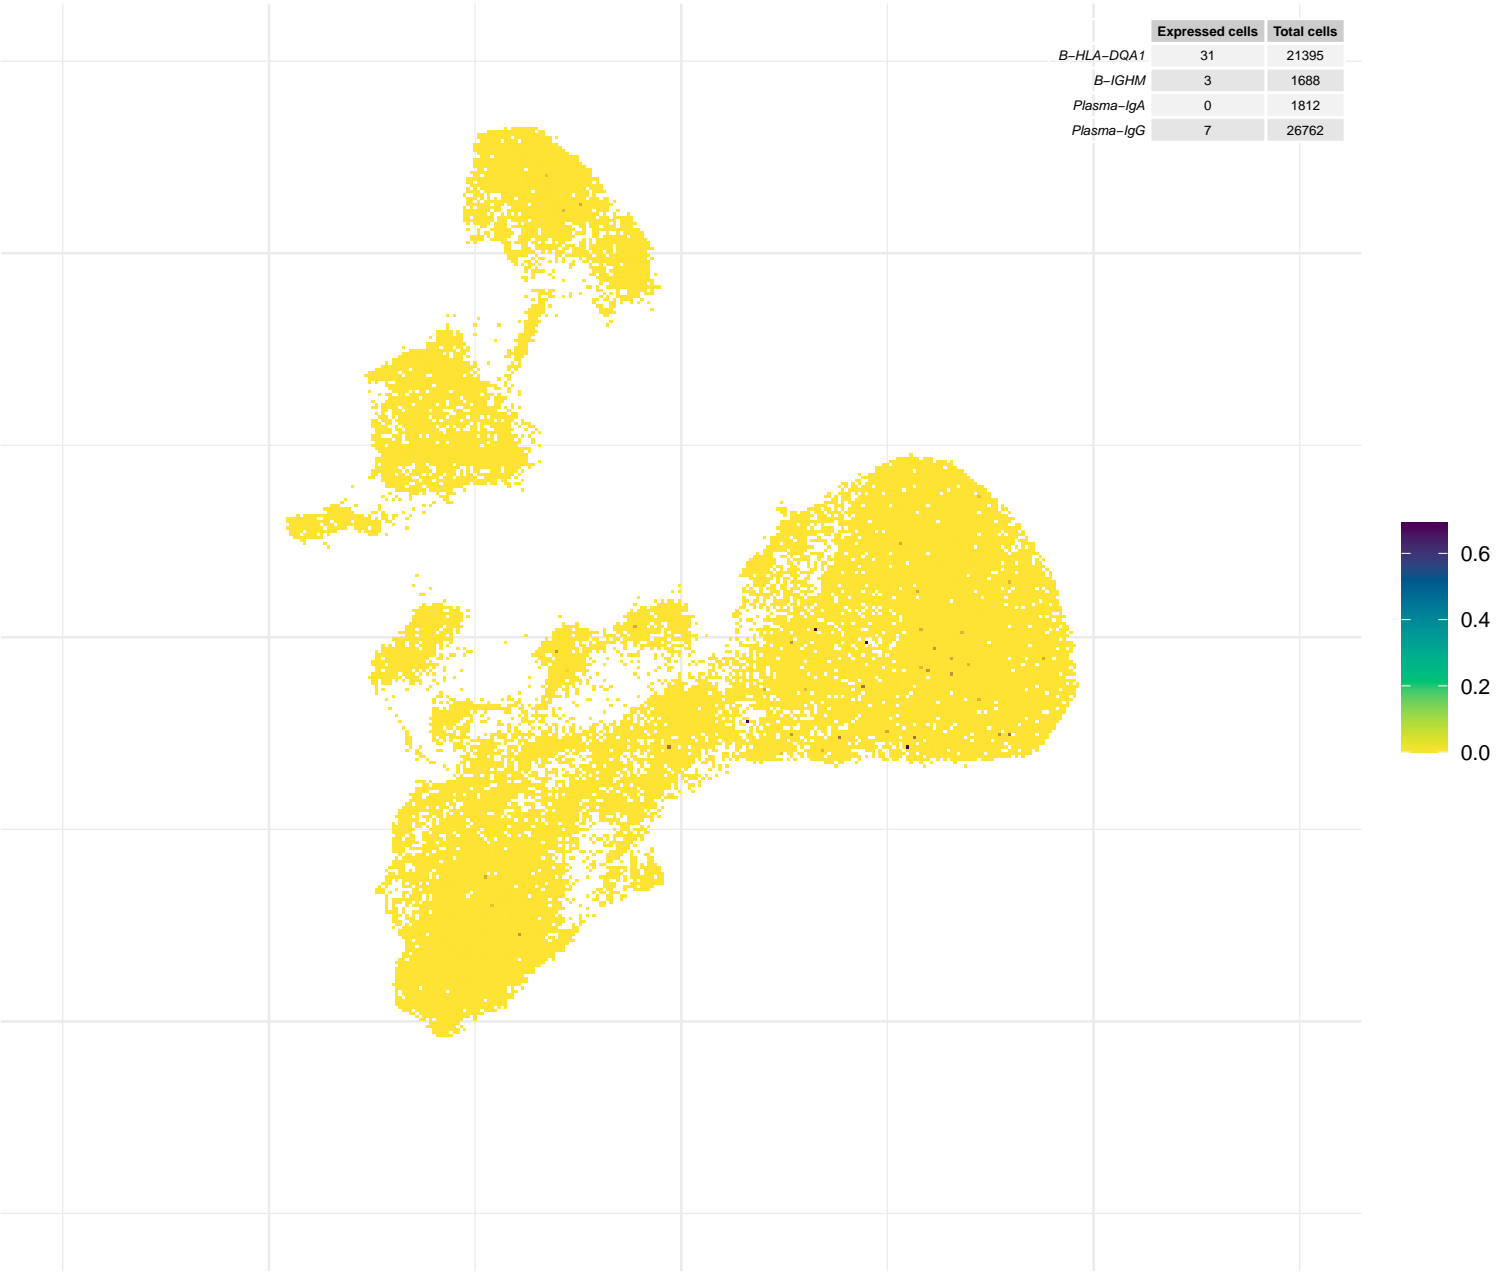 Expressed cells Total cells
B−HLA−DQA1 31 21395
B−IGHM 3 1688
Plasma−IgA 0 1812
Plasma−IgG 7 26762
0.6
0.4
0.2
0.0